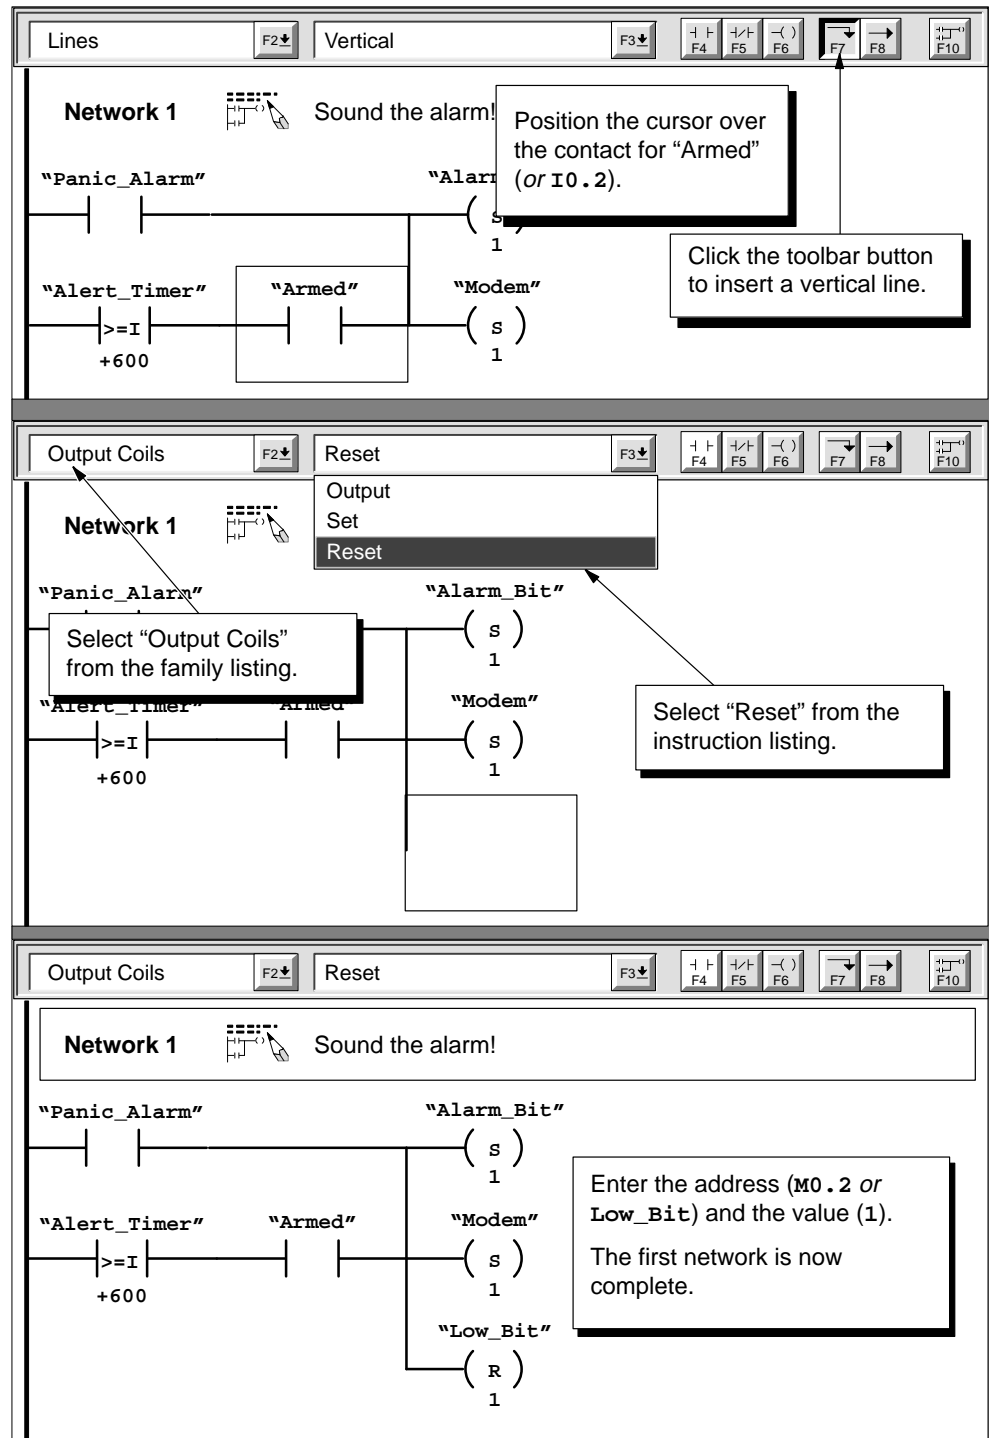 Lines F2 Vertical F3 F4 F5 F6 F7 F8 F10
Network 1 Sound the alarm!
Position the cursor over
the contact for “Armed”
(or I0.2).
Click the toolbar button
to insert a vertical line.
“Panic_Alarm” “Alar
S
1
“Alert_Timer” “Armed” “Modem”
>=I S
+600 1
Output Coils F2 Reset F3 F4 F5 F6 F7 F8 F10
Output
Set
Reset
Network 1
“Panic_Alarm” “Alarm_Bit”
S
1
Select “Output Coils”
from the family listing.
“Alert_Timer” “Armed” “Modem”
>=I S
+600 1
Select “Reset” from the
instruction listing.
Output Coils F2 Reset F3 F4 F5 F6 F7 F8 F10
Network 1 Sound the alarm!
“Panic_Alarm” “Alarm_Bit”
S
1
“Alert_Timer” “Armed” “Modem”
>=I S
+600 1
“Low_Bit”
R
1
Enter the address (M0.2 or
Low_Bit) and the value (1).
The first network is now
complete.